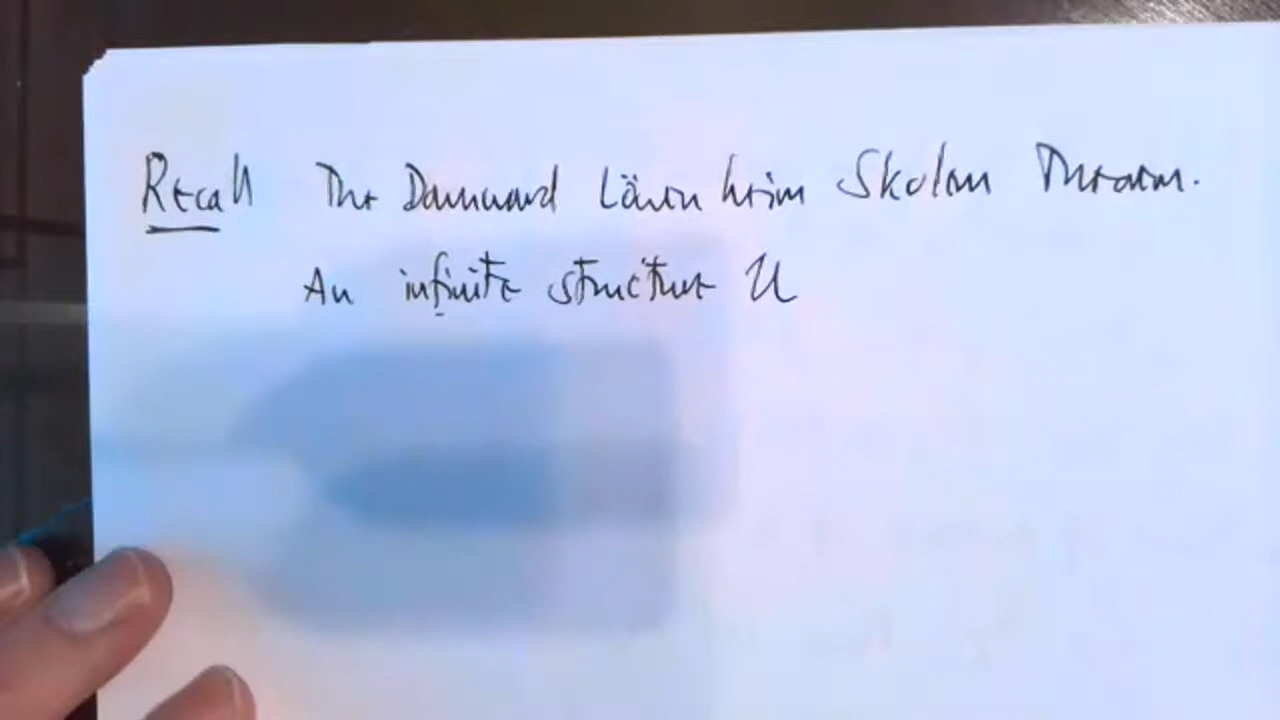 Recall The Downward Löwenheim Skolem Theorem.
An infinite structure 𝔘